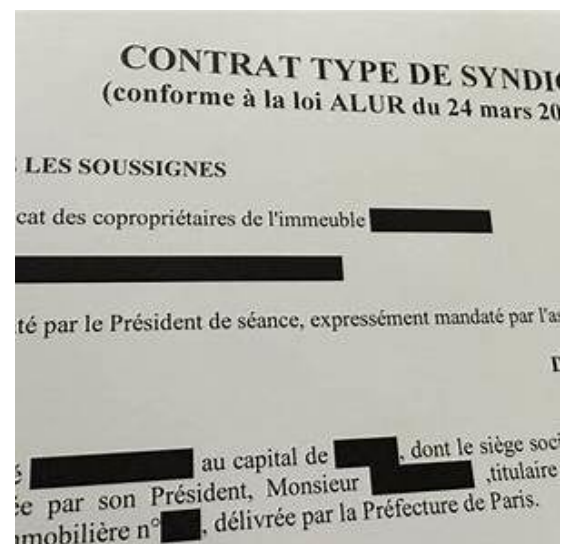 CONTRAT TYPE DE SYNDI
(conforme à la loi ALUR du 24 mars 20
LES SOUSSIGNES
cat des copropriétaires de l'immeuble
té par le Président de séance, expressément mandaté par l'as
D
é au capital de , dont le siège soci
ée par son Président, Monsieur ,titulaire
mmobilière n° , délivrée par la Préfecture de Paris.